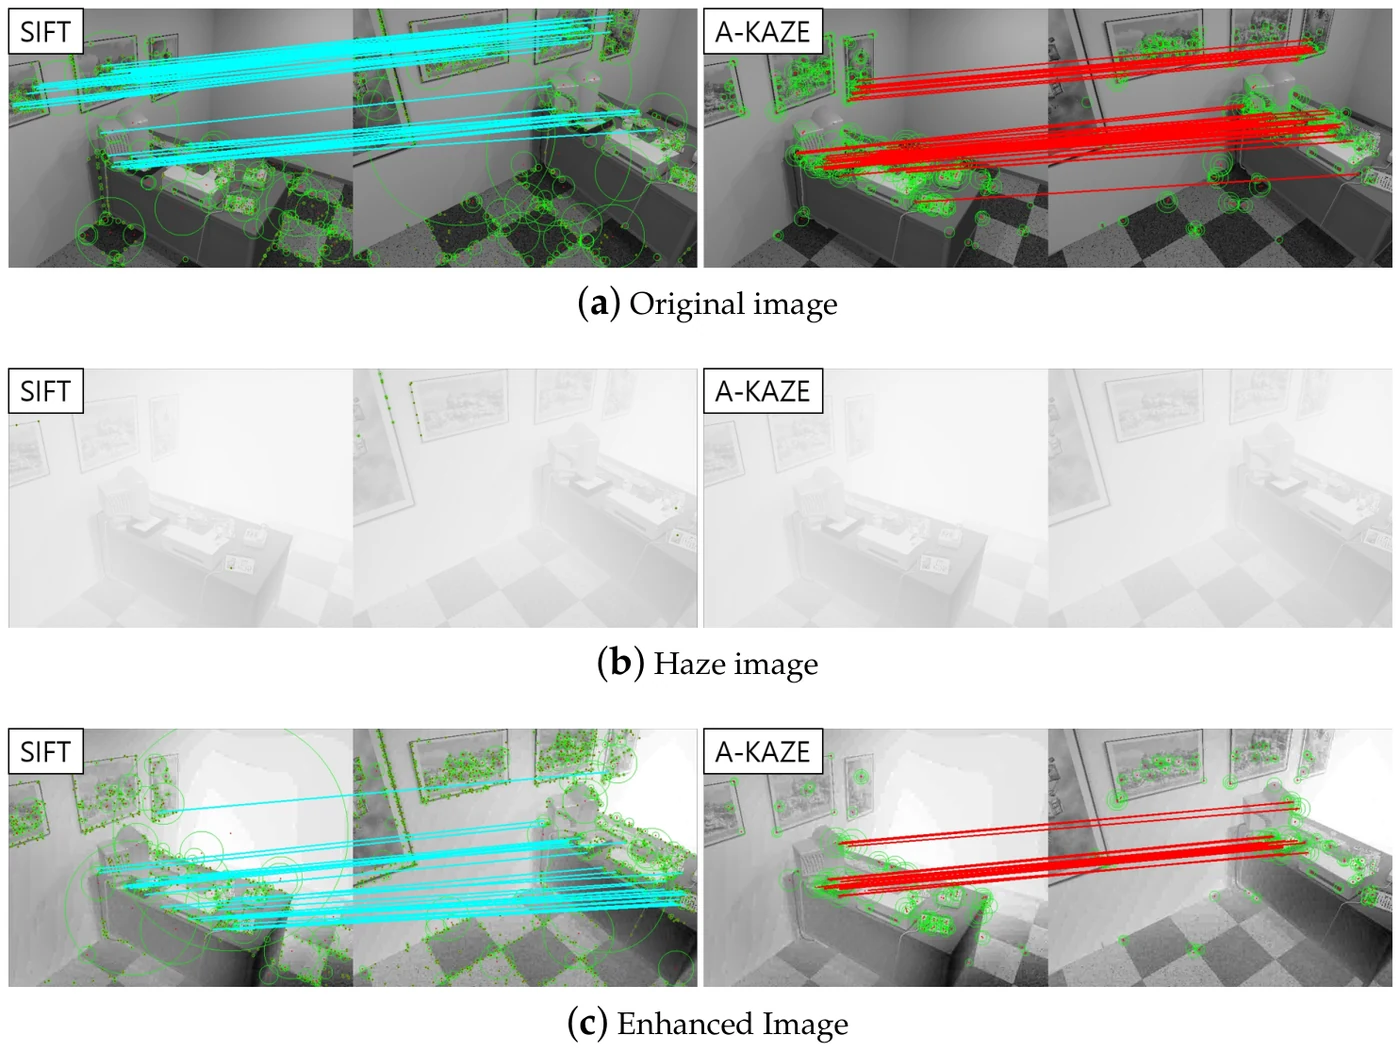 SIFT
A-KAZE
(a) Original image
SIFT
A-KAZE
(b) Haze image
SIFT
A-KAZE
(c) Enhanced Image